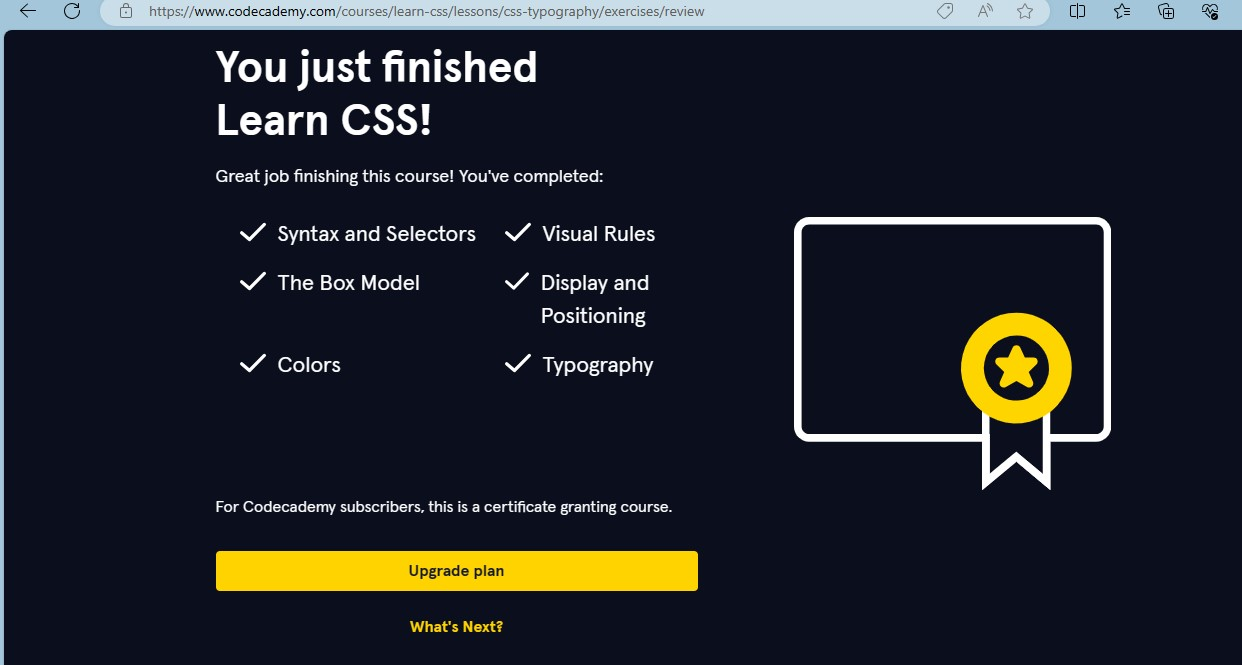 https://www.codecademy.com/courses/learn-css/lessons/css-typography/exercises/review
You just finished
Learn CSS!
Great job finishing this course! You've completed:
Syntax and Selectors
Visual Rules
The Box Model
Display and
Positioning
Colors
Typography
For Codecademy subscribers, this is a certificate granting course.
Upgrade plan
What's Next?